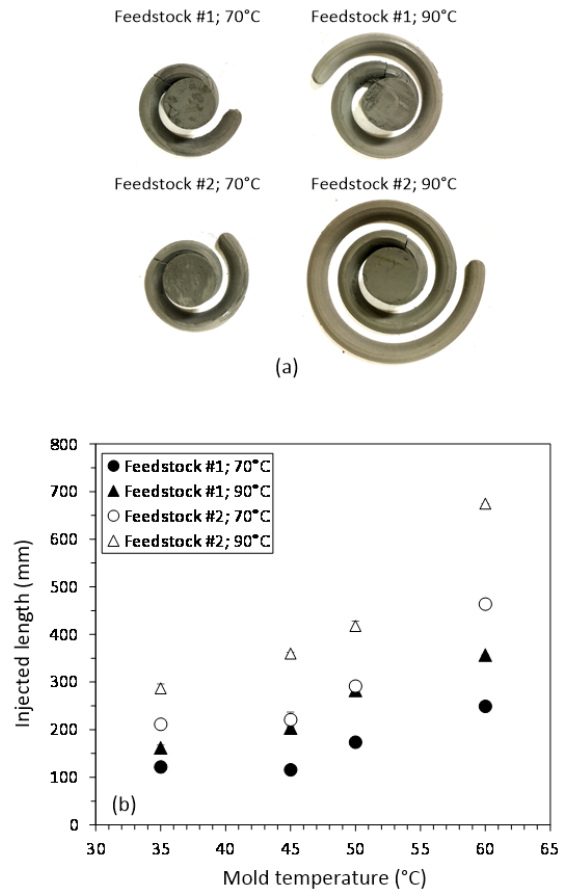 Feedstock #1; 70°C Feedstock #1; 90°C
Feedstock #2; 70°C Feedstock #2; 90°C
(a)
800
700
600
500
400
300
200
100
0
Injected length (mm)
Feedstock #1; 70°C
Feedstock #1; 90°C
Feedstock #2; 70°C
Feedstock #2; 90°C
(b)
30 35 40 45 50 55 60 65
Mold temperature (°C)